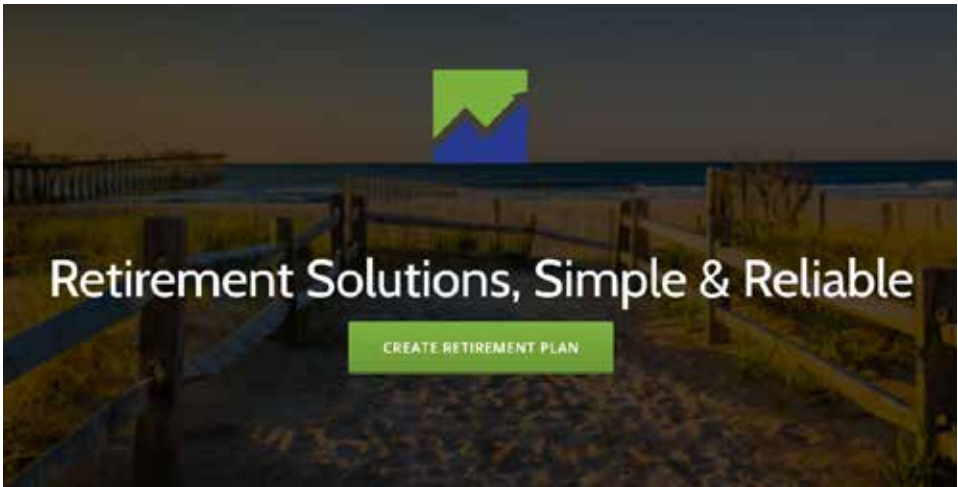 Retirement Solutions, Simple & Reliable
CREATE RETIREMENT PLAN